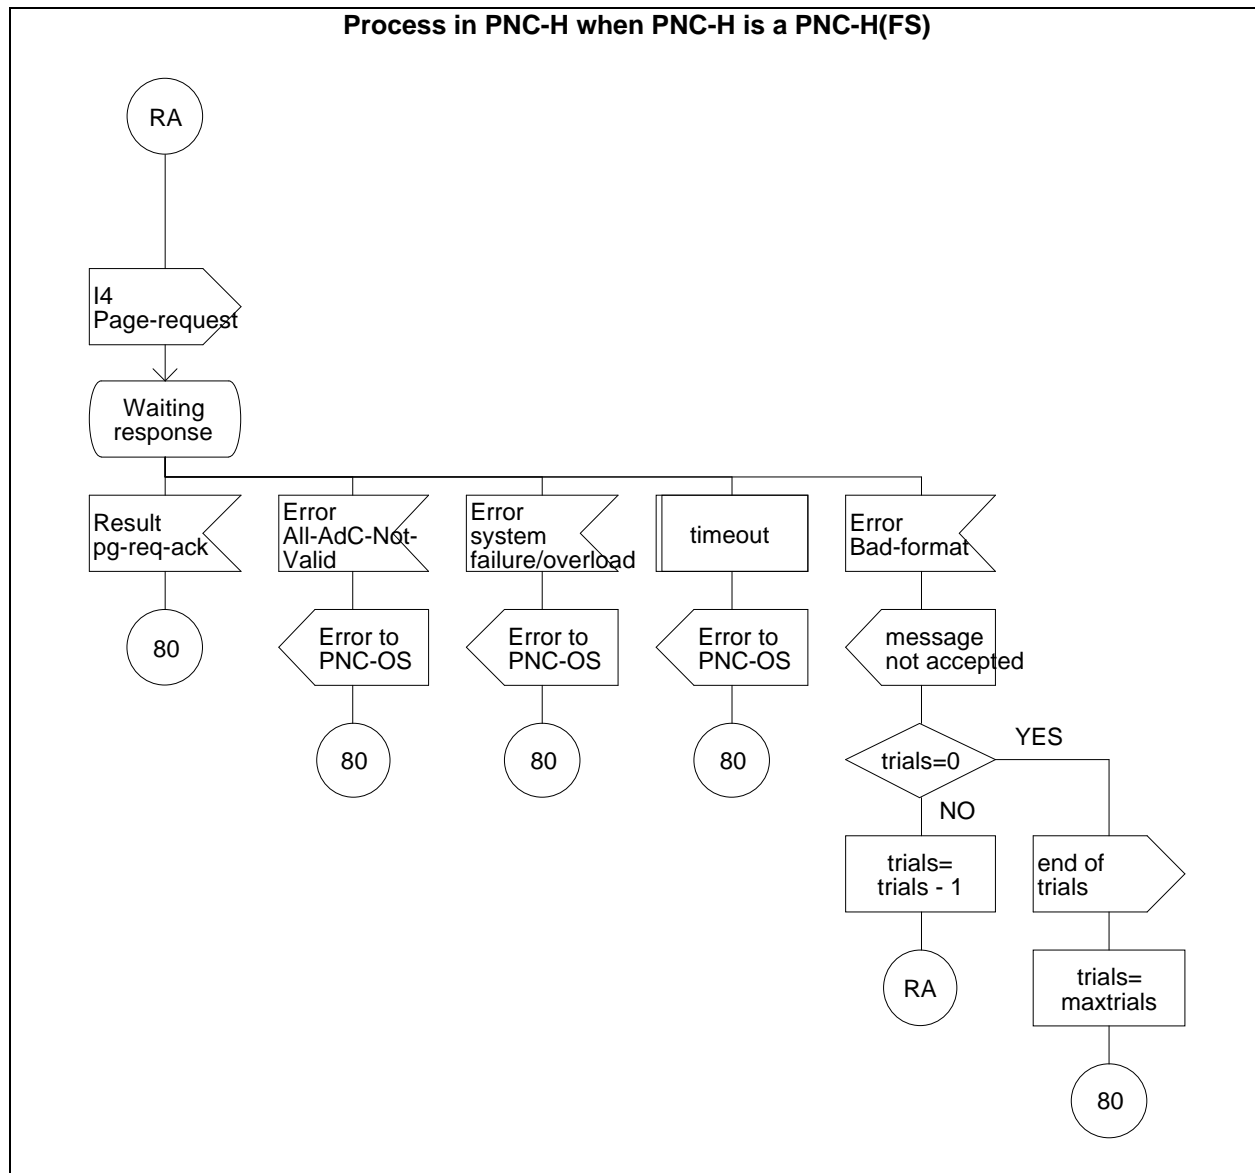 Process in PNC-H when PNC-H is a PNC-H(FS)
RA
I4
Page-request
Waiting
response
Result
pg-req-ack
Error
All-AdC-Not-
Valid
Error
system
failure/overload
timeout
Error
Bad-format
80
Error to
PNC-OS
Error to
PNC-OS
Error to
PNC-OS
message
not accepted
80
80
80
trials=0
YES
NO
trials=
trials - 1
end of
trials
RA
trials=
maxtrials
80